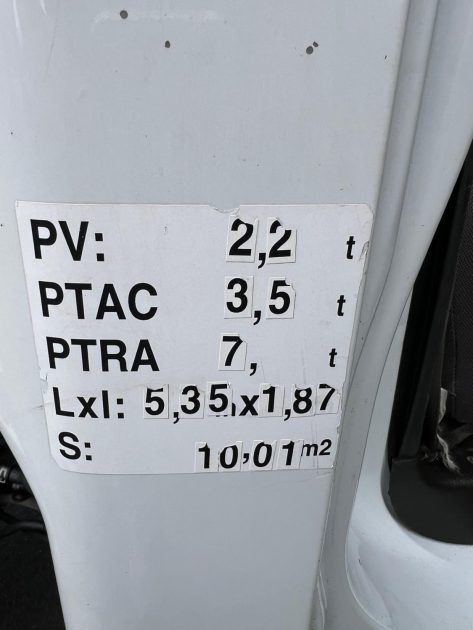 PV: 2,2 t
PTAC 3,5 t
PTRA 7, t
Lxl: 5,35 x1,87
S: 10,01 m2